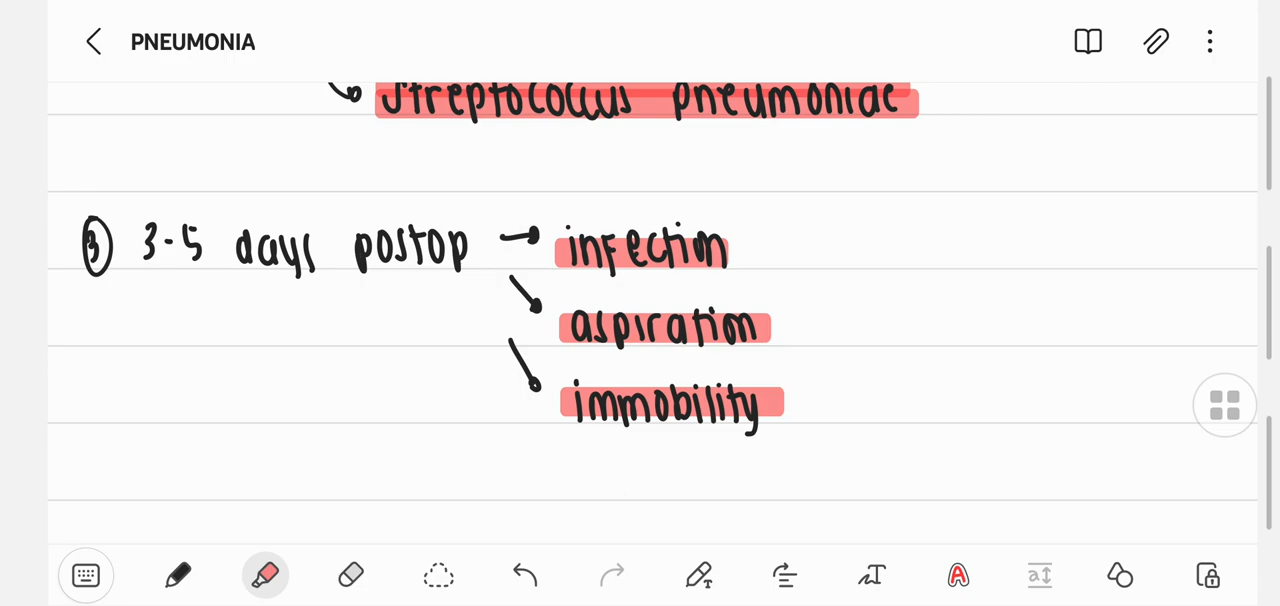 PNEUMONIA
streptococcus pneumoniae
③ 3-5 days postop → infection
aspiration
immobility